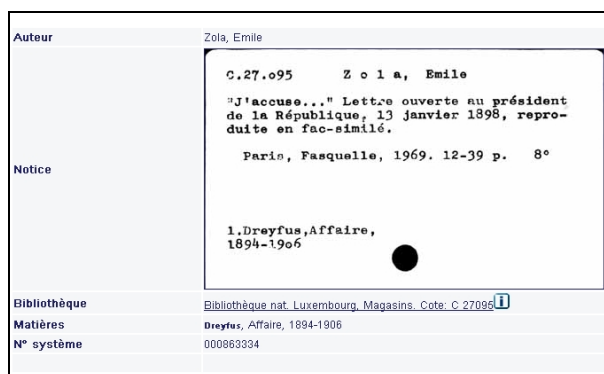 Auteur Zola, Emile
Notice
C.27.o95 Z o l a, Emile
"J'accuse..." Lettre ouverte au président
de la République, 13 janvier 1898, repro-
duite en fac-similé.
Paris, Fasquelle, 1969. 12-39 p. 8°
1.Dreyfus,Affaire,
1894-19o6
Bibliothèque Bibliothèque nat. Luxembourg, Magasins. Cote: C 27095 i
Matières Dreyfus, Affaire, 1894-1906
N° système 000863334